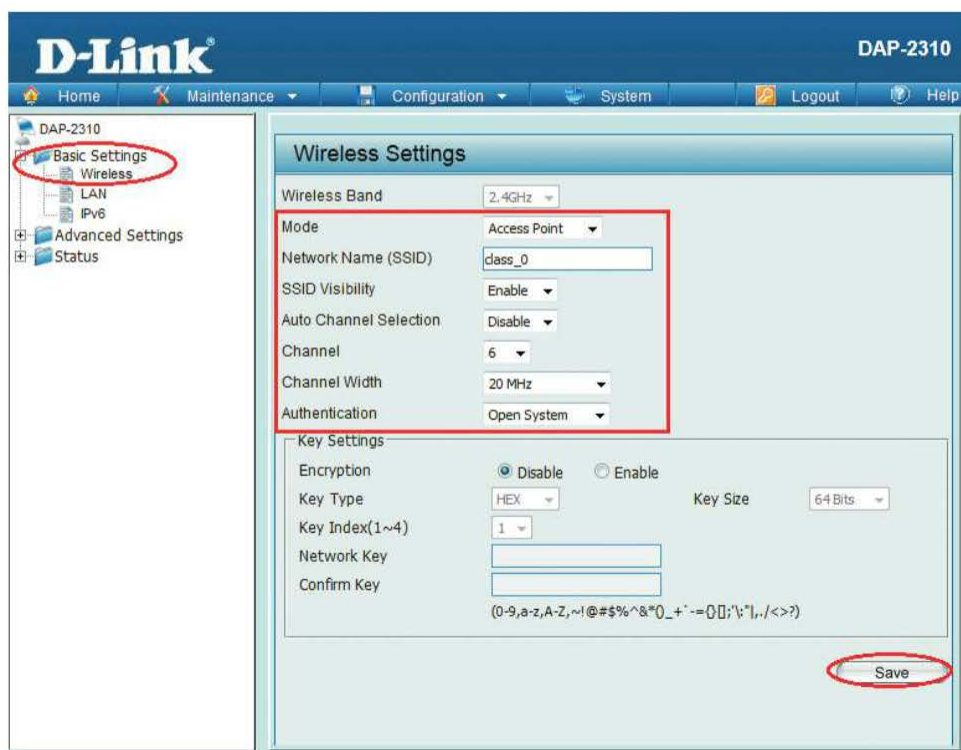 D-Link®
DAP-2310
Home Maintenance Configuration System Logout Help
DAP-2310
Basic Settings
Wireless
LAN
IPv6
Advanced Settings
Status
Wireless Settings
Wireless Band 2.4GHz
Mode Access Point
Network Name (SSID) class_0
SSID Visibility Enable
Auto Channel Selection Disable
Channel 6
Channel Width 20 MHz
Authentication Open System
Key Settings
Encryption Disable Enable
Key Type HEX Key Size 64 Bits
Key Index(1~4) 1
Network Key
Confirm Key
(0-9,a-z,A-Z,~!@#$%^&*()_+`-={}[];'\:"|,./<>?)
Save